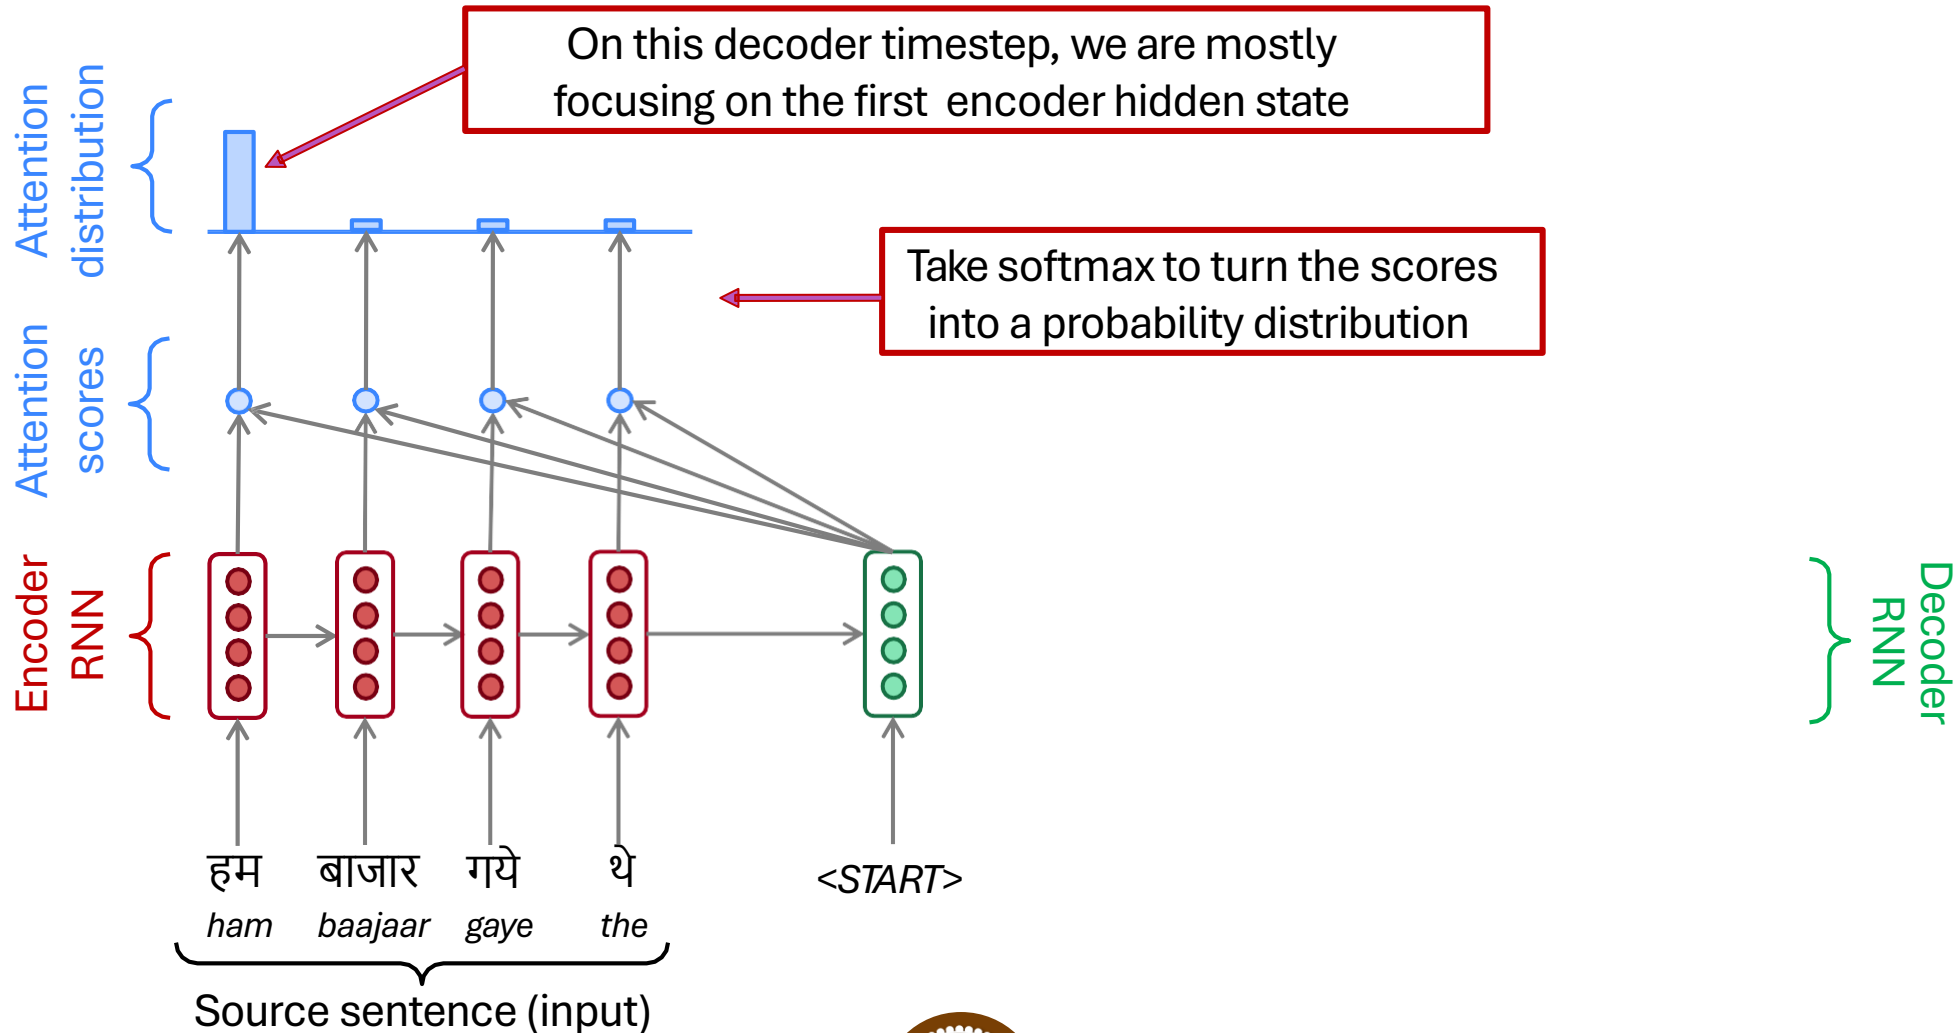 On this decoder timestep, we are mostly
focusing on the first encoder hidden state
Attention
distribution
Take softmax to turn the scores
into a probability distribution
Attention
scores
Encoder
RNN
Decoder
RNN
हम बाजार गये थे <START>
ham baajaar gaye the
Source sentence (input)